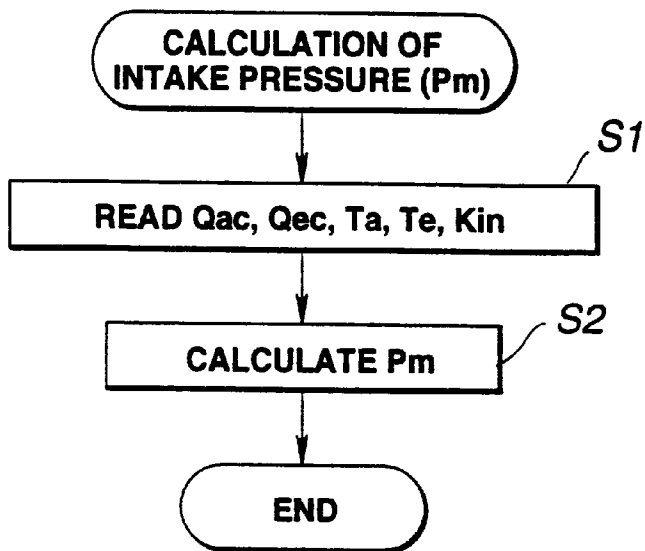 CALCULATION OF
INTAKE PRESSURE (Pm)
S1
READ Qac, Qec, Ta, Te, Kin
S2
CALCULATE Pm
END